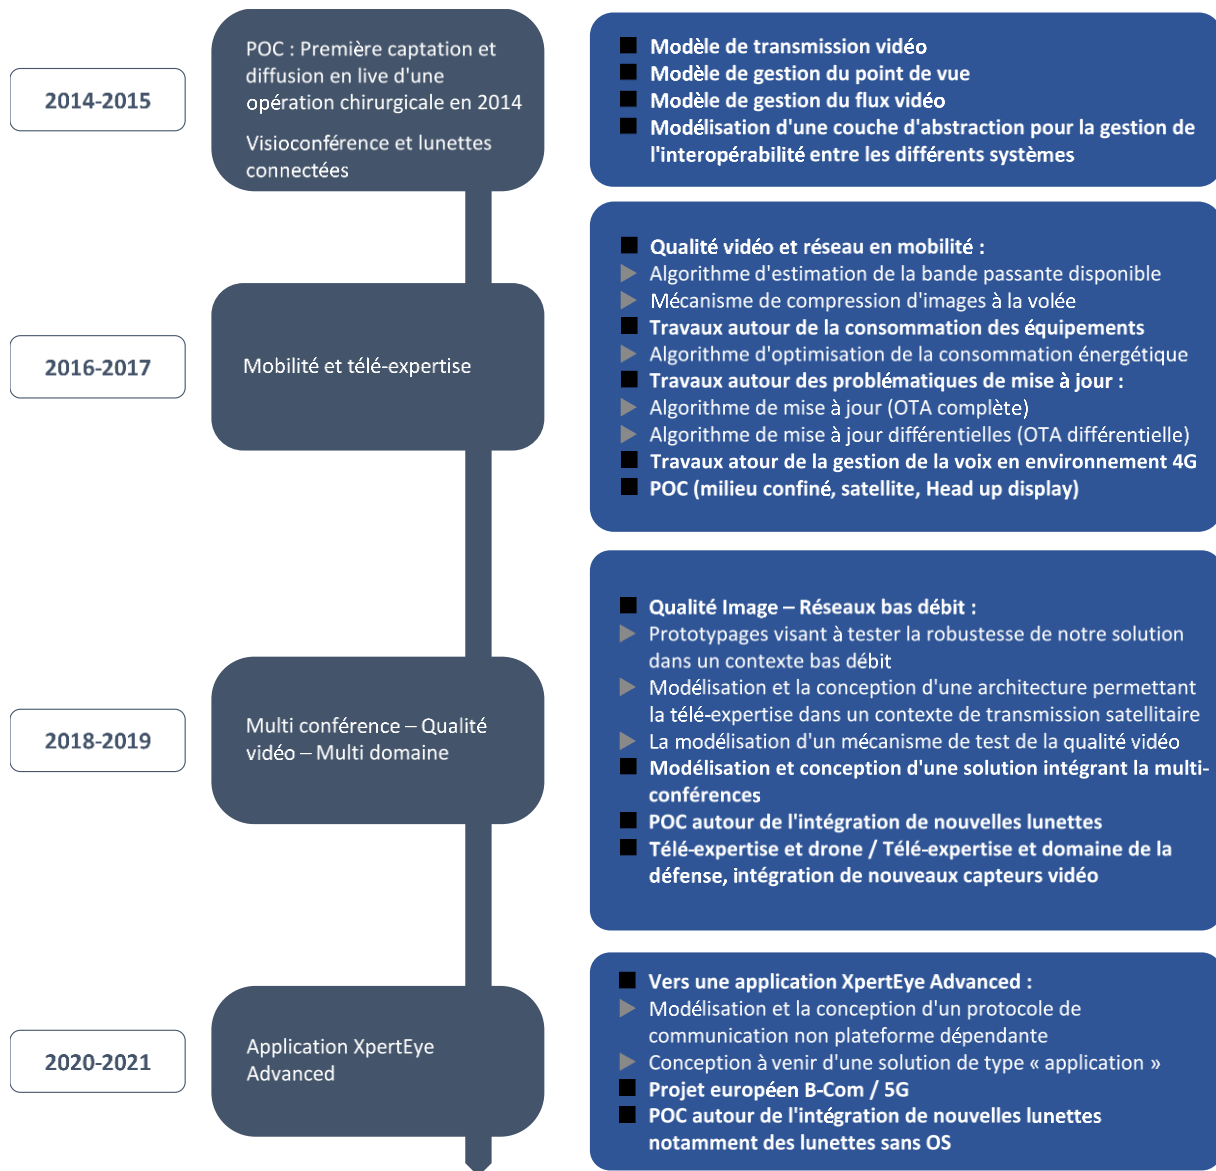 2014-2015
POC : Première captation et
diffusion en live d'une
opération chirurgicale en 2014
Visioconférence et lunettes
connectées
Modèle de transmission vidéo
Modèle de gestion du point de vue
Modèle de gestion du flux vidéo
Modélisation d'une couche d'abstraction pour la gestion de
l'interopérabilité entre les différents systèmes
2016-2017
Mobilité et télé-expertise
Qualité vidéo et réseau en mobilité :
Algorithme d'estimation de la bande passante disponible
Mécanisme de compression d'images à la volée
Travaux autour de la consommation des équipements
Algorithme d'optimisation de la consommation énergétique
Travaux autour des problématiques de mise à jour :
Algorithme de mise à jour (OTA complète)
Algorithme de mise à jour différentielles (OTA différentielle)
Travaux atour de la gestion de la voix en environnement 4G
POC (milieu confiné, satellite, Head up display)
2018-2019
Multi conférence – Qualité
vidéo – Multi domaine
Qualité Image – Réseaux bas débit :
Prototypages visant à tester la robustesse de notre solution
dans un contexte bas débit
Modélisation et la conception d'une architecture permettant
la télé-expertise dans un contexte de transmission satellitaire
La modélisation d'un mécanisme de test de la qualité vidéo
Modélisation et conception d'une solution intégrant la multi-
conférences
POC autour de l'intégration de nouvelles lunettes
Télé-expertise et drone / Télé-expertise et domaine de la
défense, intégration de nouveaux capteurs vidéo
2020-2021
Application XpertEye
Advanced
Vers une application XpertEye Advanced :
Modélisation et la conception d'un protocole de
communication non plateforme dépendante
Conception à venir d'une solution de type « application »
Projet européen B-Com / 5G
POC autour de l'intégration de nouvelles lunettes
notamment des lunettes sans OS